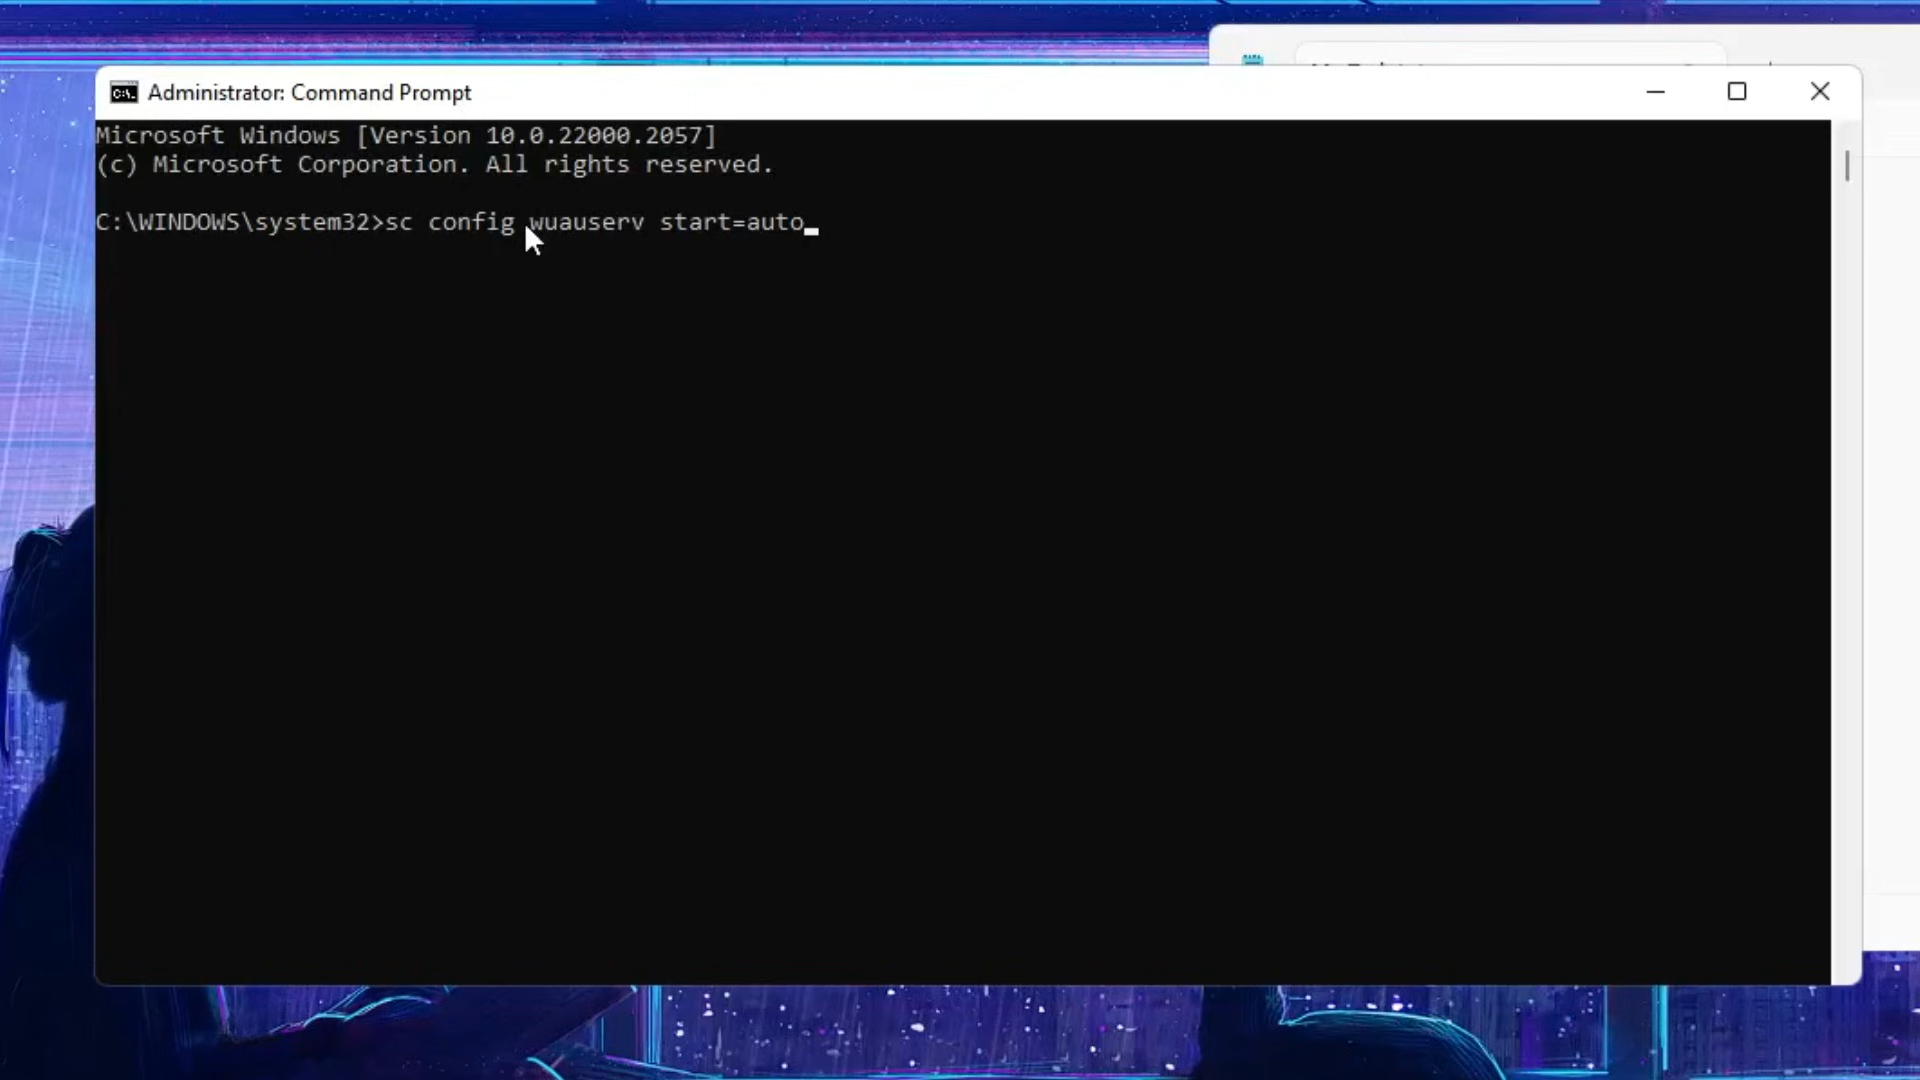 Administrator: Command Prompt
Microsoft Windows [Version 10.0.22000.2057]
(c) Microsoft Corporation. All rights reserved.
C:\WINDOWS\system32>sc config wuauserv start=auto